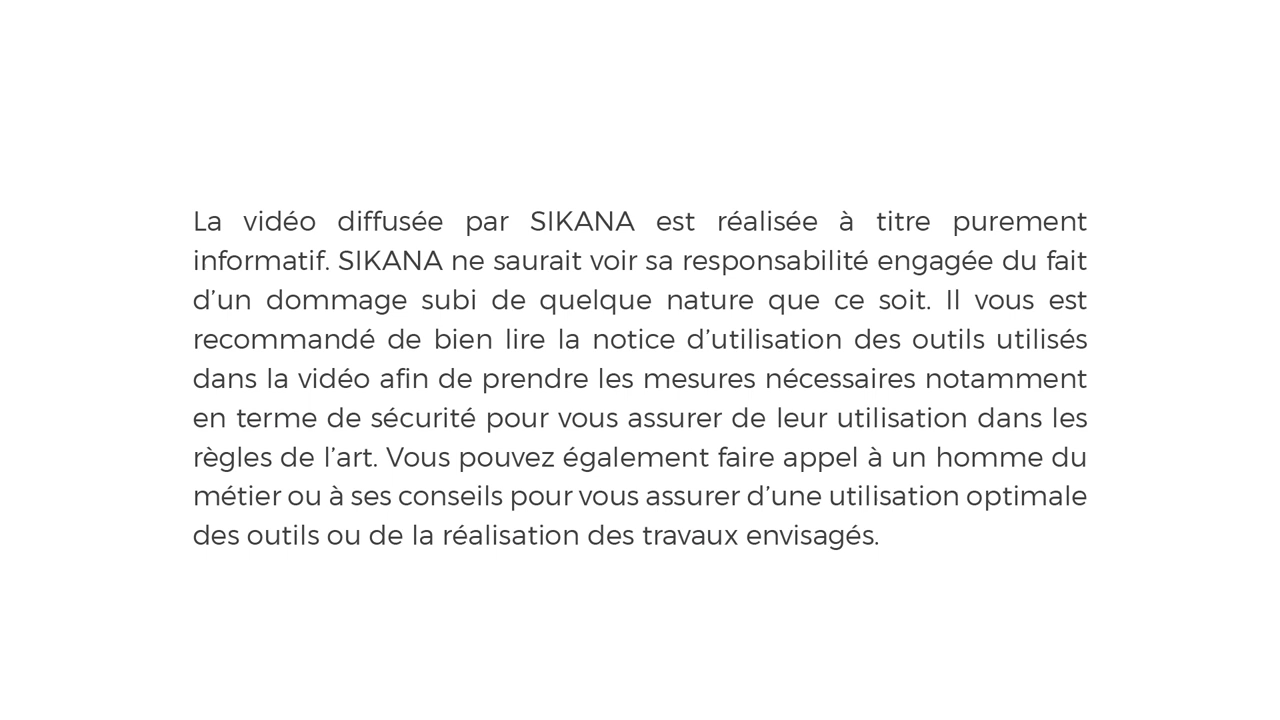 La vidéo diffusée par SIKANA est réalisée à titre purement
informatif. SIKANA ne saurait voir sa responsabilité engagée du fait
d’un dommage subi de quelque nature que ce soit. Il vous est
recommandé de bien lire la notice d’utilisation des outils utilisés
dans la vidéo afin de prendre les mesures nécessaires notamment
en terme de sécurité pour vous assurer de leur utilisation dans les
règles de l’art. Vous pouvez également faire appel à un homme du
métier ou à ses conseils pour vous assurer d’une utilisation optimale
des outils ou de la réalisation des travaux envisagés.